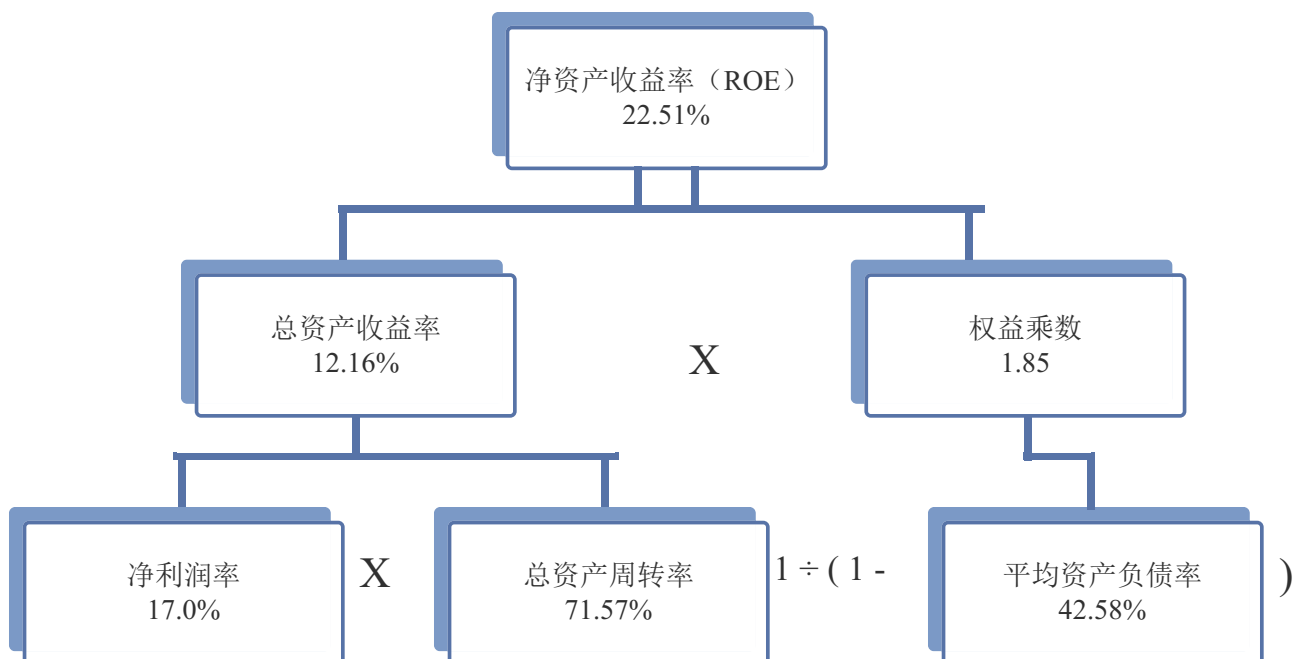 净资产收益率（ROE）
22.51%
总资产收益率
12.16%
X
权益乘数
1.85
净利润率
17.0%
X
总资产周转率
71.57%
1 ÷ ( 1 -
平均资产负债率
42.58%
)